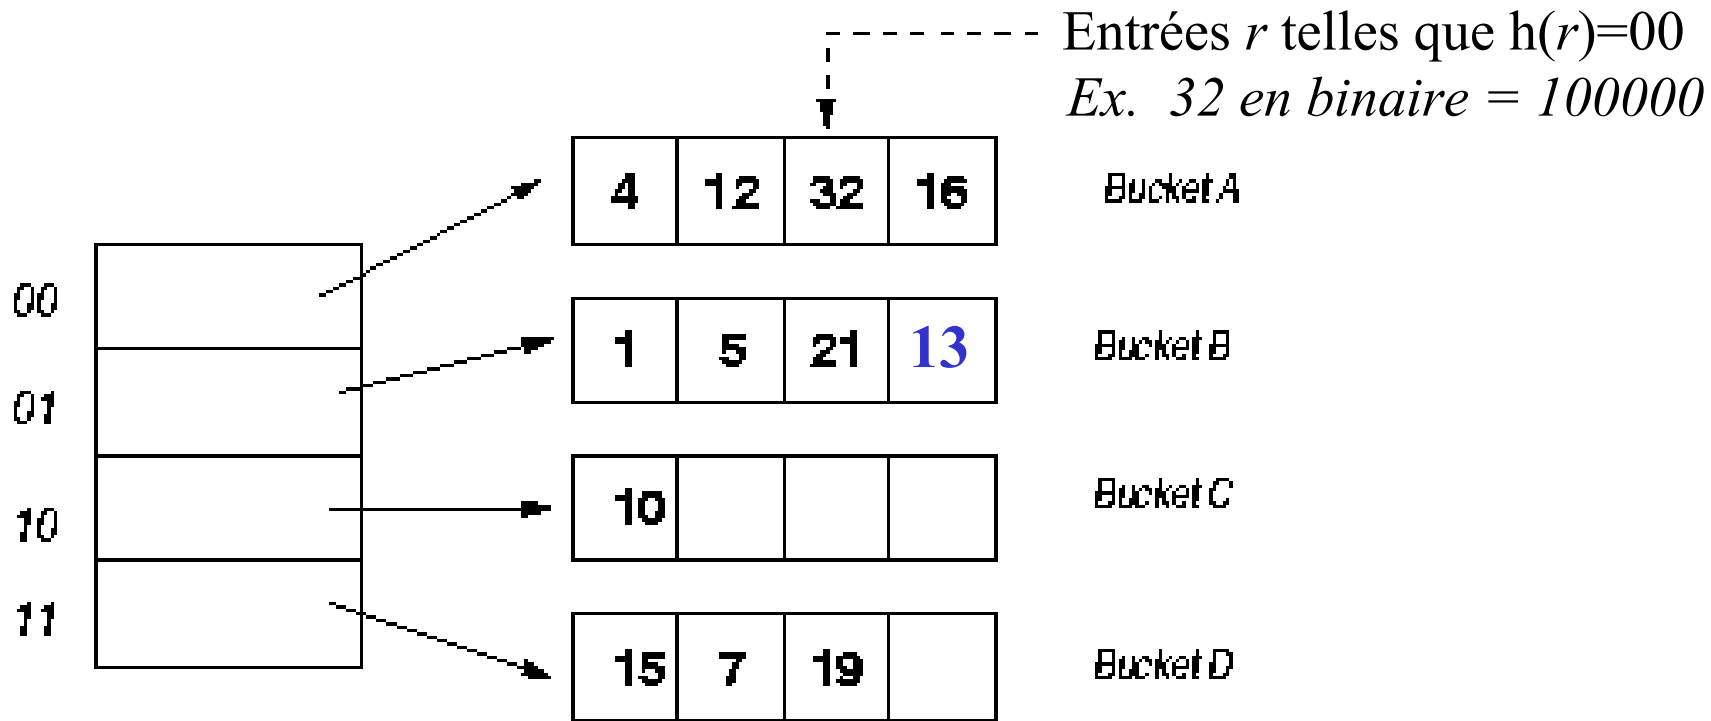 Entrées r telles que h(r)=00
Ex. 32 en binaire = 100000
4 12 32 16 Bucket A
00
1 5 21 13 Bucket B
01
10 Bucket C
10
11
15 7 19 Bucket D